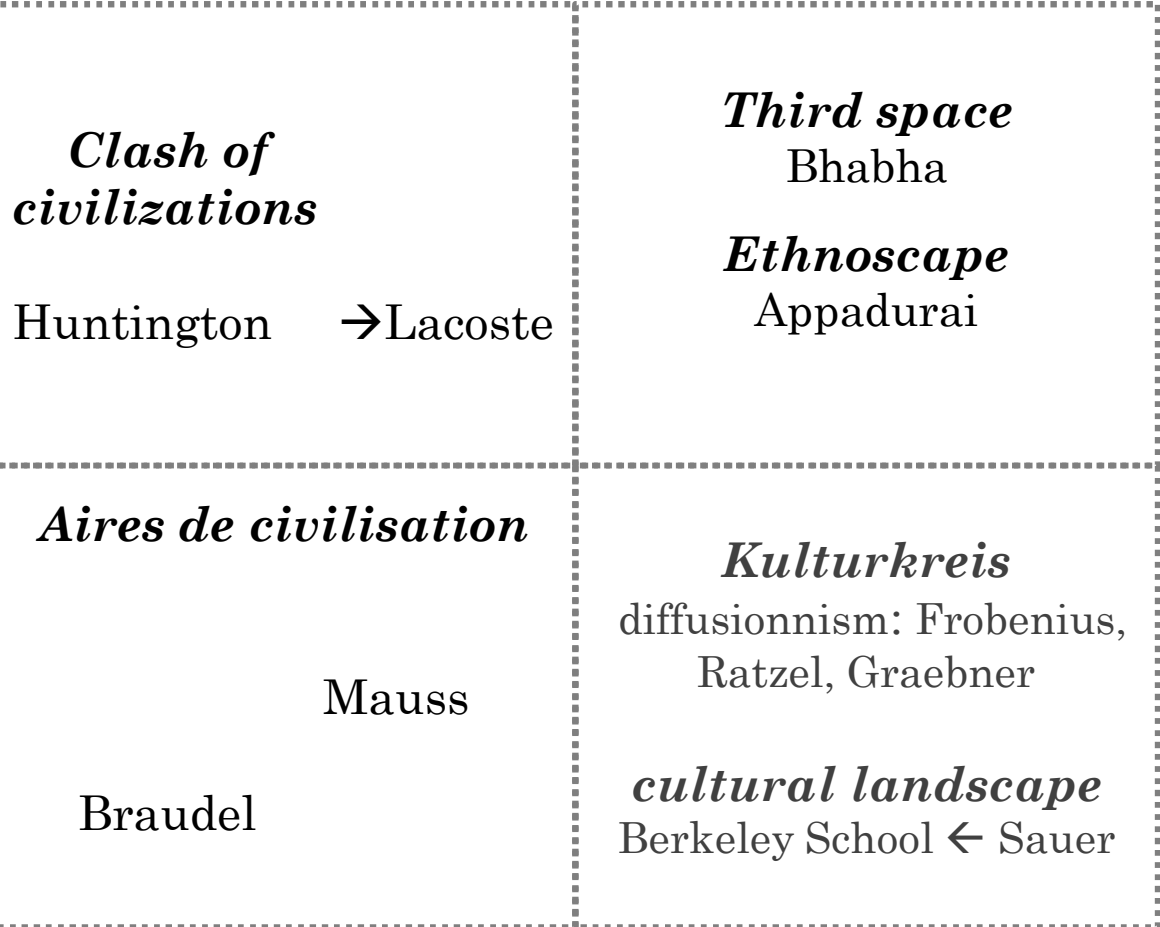 Clash of
civilizations
Huntington →Lacoste
Third space
Bhabha
Ethnoscape
Appadurai
Aires de civilisation
Mauss
Braudel
Kulturkreis
diffusionnism: Frobenius,
Ratzel, Graebner
cultural landscape
Berkeley School ← Sauer